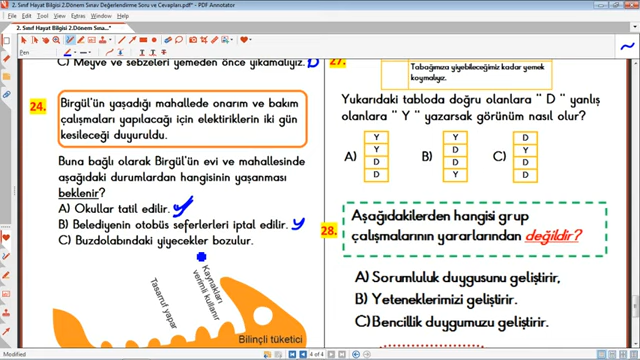 2. Sınıf Hayat Bilgisi 2.Dönem Sınav Değerlendirme Soru ve Cevapları.pdf* - PDF Annotator
File Edit Tool View Document Extras Window Help
2. Sınıf Hayat Bilgisi 2.Dönem Sına...*
Pen
C) Meyve ve sebzeleri yemeden önce yıkamalıyız. D
24.
Birgül'ün yaşadığı mahallede onarım ve bakım
çalışmaları yapılacağı için elektiriklerin iki gün
kesileceği duyuruldu.
Buna bağlı olarak Birgül'ün evi ve mahallesinde
aşağıdaki durumlardan hangisinin yaşanması
beklenir?
A) Okullar tatil edilir. y
B) Belediyenin otobüs seferlerleri iptal edilir. y
C) Buzdolabındaki yiyecekler bozulur.
Tasarruf yapar
Kaynakları
verimli kullanır
Bilinçli tüketici
27.
Tabağımıza yiyebileceğimiz kadar yemek
koymalıyız.
Yukarıdaki tabloda doğru olanlara " D " yanlış
olanlara " Y " yazarsak görünüm nasıl olur?
A) Y Y D D
B) Y D D Y
C) D Y D D
28.
Aşağıdakilerden hangisi grup
çalışmalarının yararlarından değildir?
A) Sorumluluk duygusunu geliştirir,
B) Yeteneklerimizi geliştirir.
C)Bencillik duygumuzu geliştirir.
4 of 4